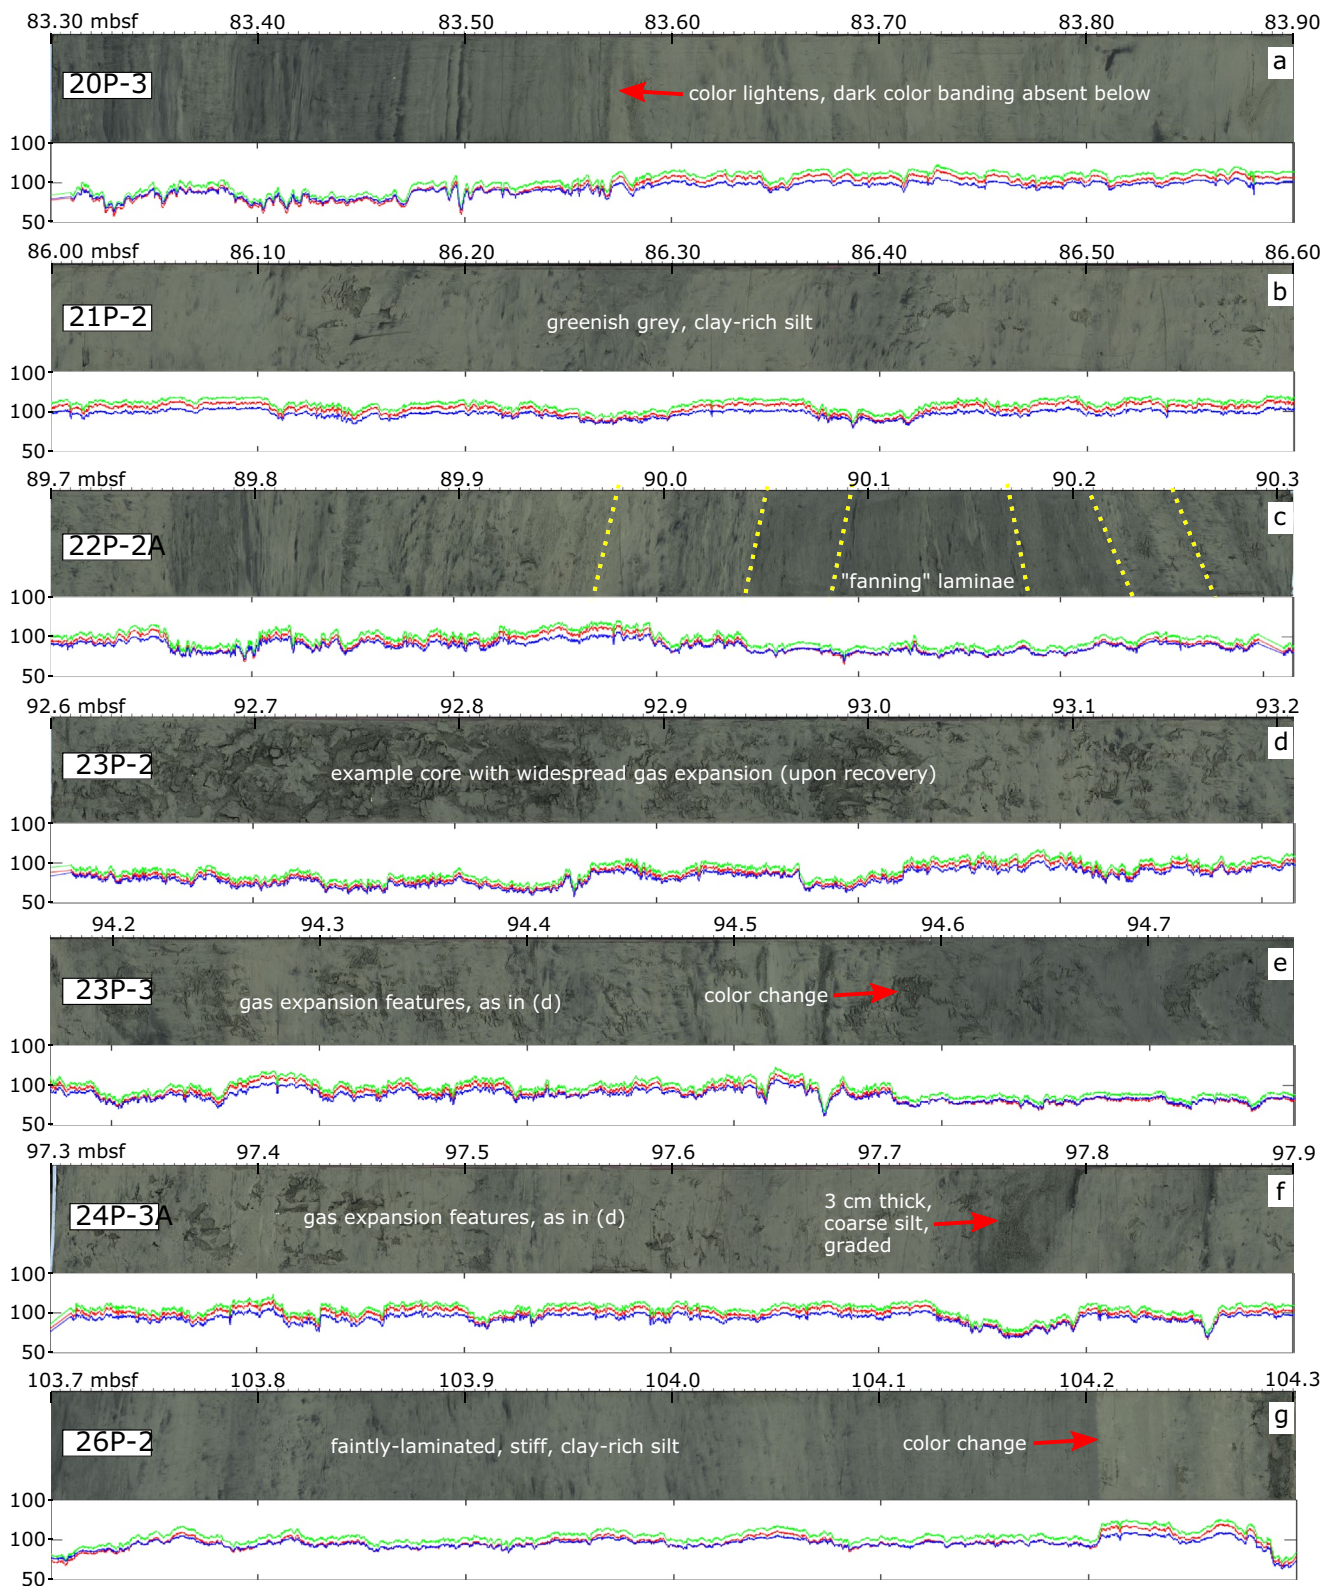 83.30 mbsf 83.40 83.50 83.60 83.70 83.80 83.90
a
20P-3
color lightens, dark color banding absent below
100
100
50
86.00 mbsf 86.10 86.20 86.30 86.40 86.50 86.60
b
21P-2
greenish grey, clay-rich silt
100
100
50
89.7 mbsf 89.8 89.9 90.0 90.1 90.2 90.3
c
22P-2A
"fanning" laminae
100
100
50
92.6 mbsf 92.7 92.8 92.9 93.0 93.1 93.2
d
23P-2
example core with widespread gas expansion (upon recovery)
100
100
50
94.2 94.3 94.4 94.5 94.6 94.7
e
23P-3
gas expansion features, as in (d)
color change
100
100
50
97.3 mbsf 97.4 97.5 97.6 97.7 97.8 97.9
f
24P-3A
gas expansion features, as in (d)
3 cm thick,
coarse silt,
graded
100
100
50
103.7 mbsf 103.8 103.9 104.0 104.1 104.2 104.3
g
26P-2
faintly-laminated, stiff, clay-rich silt
color change
100
100
50